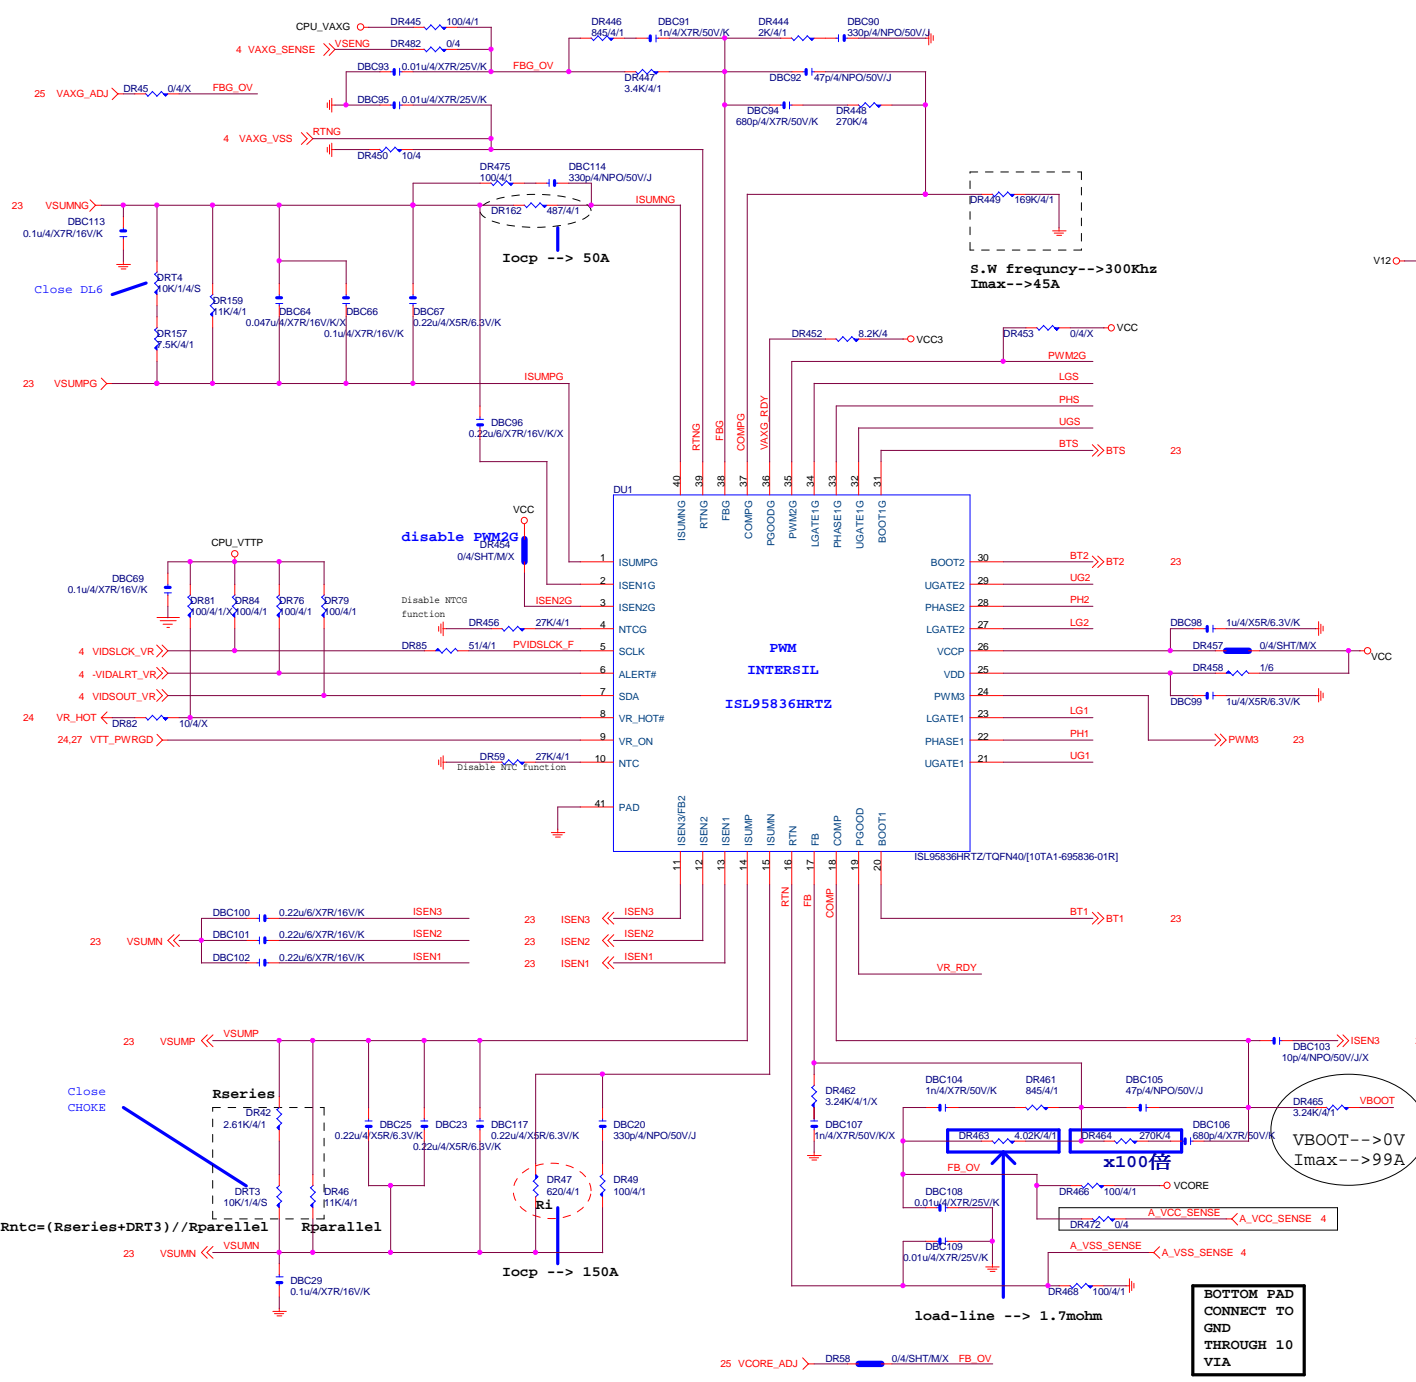 CPU_VAXG
DR445 100/4/1
4 VAXG_SENSE
VSENG
DR482 0/4
DBC93 0.01u/4/X7R/25V/K
FBG_OV
25 VAXG_ADJ
DR45 0/4/X
FBG_OV
DBC95 0.01u/4/X7R/25V/K
4 VAXG_VSS
RTNG
DR450 10/4
DR446
845/4/1
DBC91
1n/4/X7R/50V/K
DR444
2K/4/1
DBC90
330p/4/NPO/50V/J
DR447
3.4K/4/1
DBC92 47p/4/NPO/50V/J
DBC94
680p/4/X7R/50V/K
DR448
270K/4
DR449 169K/4/1
S.W frequncy-->300Khz
Imax-->45A
V12
DR475
100/4/1
DBC114
330p/4/NPO/50V/J
23 VSUMNG
DR162 487/4/1
ISUMNG
Iocp --> 50A
DBC113
0.1u/4/X7R/16V/K
Close DL6
DRT4
10K/1/4/S
DR157
7.5K/4/1
DR159
11K/4/1
DBC64
0.047u/4/X7R/16V/K/X
DBC66
0.1u/4/X7R/16V/K
DBC67
0.22u/4/X5R/6.3V/K
23 VSUMPG
ISUMPG
DBC96
0.22u/6/X7R/16V/K/X
DR452 8.2K/4
VCC3
DR453 0/4/X
VCC
PWM2G
LGS
PHS
UGS
BTS
BTS 23
RTNG
FBG
COMPG
VAXG_RDY
DU1
40 39 38 37 36 35 34 33 32 31
ISUMNG
RTNG
FBG
COMPG
PGOODG
PWM2G
LGATE1G
PHASE1G
UGATE1G
BOOT1G
VCC
disable PWM2G
DR454
0/4/SHT/M/X
ISEN2G
CPU_VTTP
DBC69
0.1u/4/X7R/16V/K
DR81
100/4/1/X
DR84
100/4/1
DR76
100/4/1
DR79
100/4/1
Disable NTCG
function
DR456 27K/4/1
DR85 51/4/1
PVIDSLCK_F
4 VIDSLCK_VR
4 -VIDALRT_VR
4 VIDSOUT_VR
24 VR_HOT
DR82 10/4/X
24,27 VTT_PWRGD
DR59 27K/4/1
Disable NTC function
1 ISUMPG
2 ISEN1G
3 ISEN2G
4 NTCG
5 SCLK
6 ALERT#
7 SDA
8 VR_HOT#
9 VR_ON
10 NTC
41 PAD
PWM
INTERSIL
ISL95836HRTZ
BOOT2 30
UGATE2 29
PHASE2 28
LGATE2 27
VCCP 26
VDD 25
PWM3 24
LGATE1 23
PHASE1 22
UGATE1 21
BT2
BT2 23
UG2
PH2
LG2
DBC98 1u/4/X5R/6.3V/K
DR457 0/4/SHT/M/X
VCC
DR458 1/6
DBC99 1u/4/X5R/6.3V/K
LG1
PH1
UG1
PWM3 23
ISEN3/FB2
ISEN2
ISEN1
ISUMP
ISUMN
RTN
FB
COMP
PGOOD
BOOT1
11 12 13 14 15 16 17 18 19 20
ISL95836HRTZ/TQFN40/[10TA1-695836-01R]
RTN
FB
COMP
DBC100 0.22u/6/X7R/16V/K ISEN3
DBC101 0.22u/6/X7R/16V/K ISEN2
DBC102 0.22u/6/X7R/16V/K ISEN1
23 VSUMN
23 ISEN3 ISEN3
23 ISEN2 ISEN2
23 ISEN1 ISEN1
BT1
BT1 23
VR_RDY
23 VSUMP
VSUMP
Close
CHOKE
Rseries
DR42
2.61K/4/1
DRT3
10K/1/4/S
DR46
11K/4/1
Rntc=(Rseries+DRT3)//Rparellel
Rparallel
DBC25
0.22u/4/X5R/6.3V/K
DBC23
0.22u/4/X5R/6.3V/K
DBC117
0.22u/4/X5R/6.3V/K
DBC20
330p/4/NPO/50V/J
DR47
620/4/1
Ri
DR49
100/4/1
23 VSUMN
VSUMN
DBC29
0.1u/4/X7R/16V/K
Iocp --> 150A
DR462
3.24K/4/1/X
DBC107
1n/4/X7R/50V/K/X
DBC104
1n/4/X7R/50V/K
DR461
845/4/1
DBC105
47p/4/NPO/50V/J
DBC103
10p/4/NPO/50V/J/X
ISEN3
DR465
3.24K/4/1
VBOOT
DR463 4.02K/4/1
DR464 270K/4
DBC106
680p/4/X7R/50V/K
x100倍
VBOOT-->0V
Imax-->99A
FB_OV
DBC108
0.01u/4/X7R/25V/K
DR466 100/4/1
VCORE
DR472 0/4
A_VCC_SENSE
A_VCC_SENSE 4
DBC109
0.01u/4/X7R/25V/K
A_VSS_SENSE
A_VSS_SENSE 4
DR468 100/4/1
load-line --> 1.7mohm
BOTTOM PAD
CONNECT TO
GND
THROUGH 10
VIA
25 VCORE_ADJ
DR58 0/4/SHT/M/X FB_OV